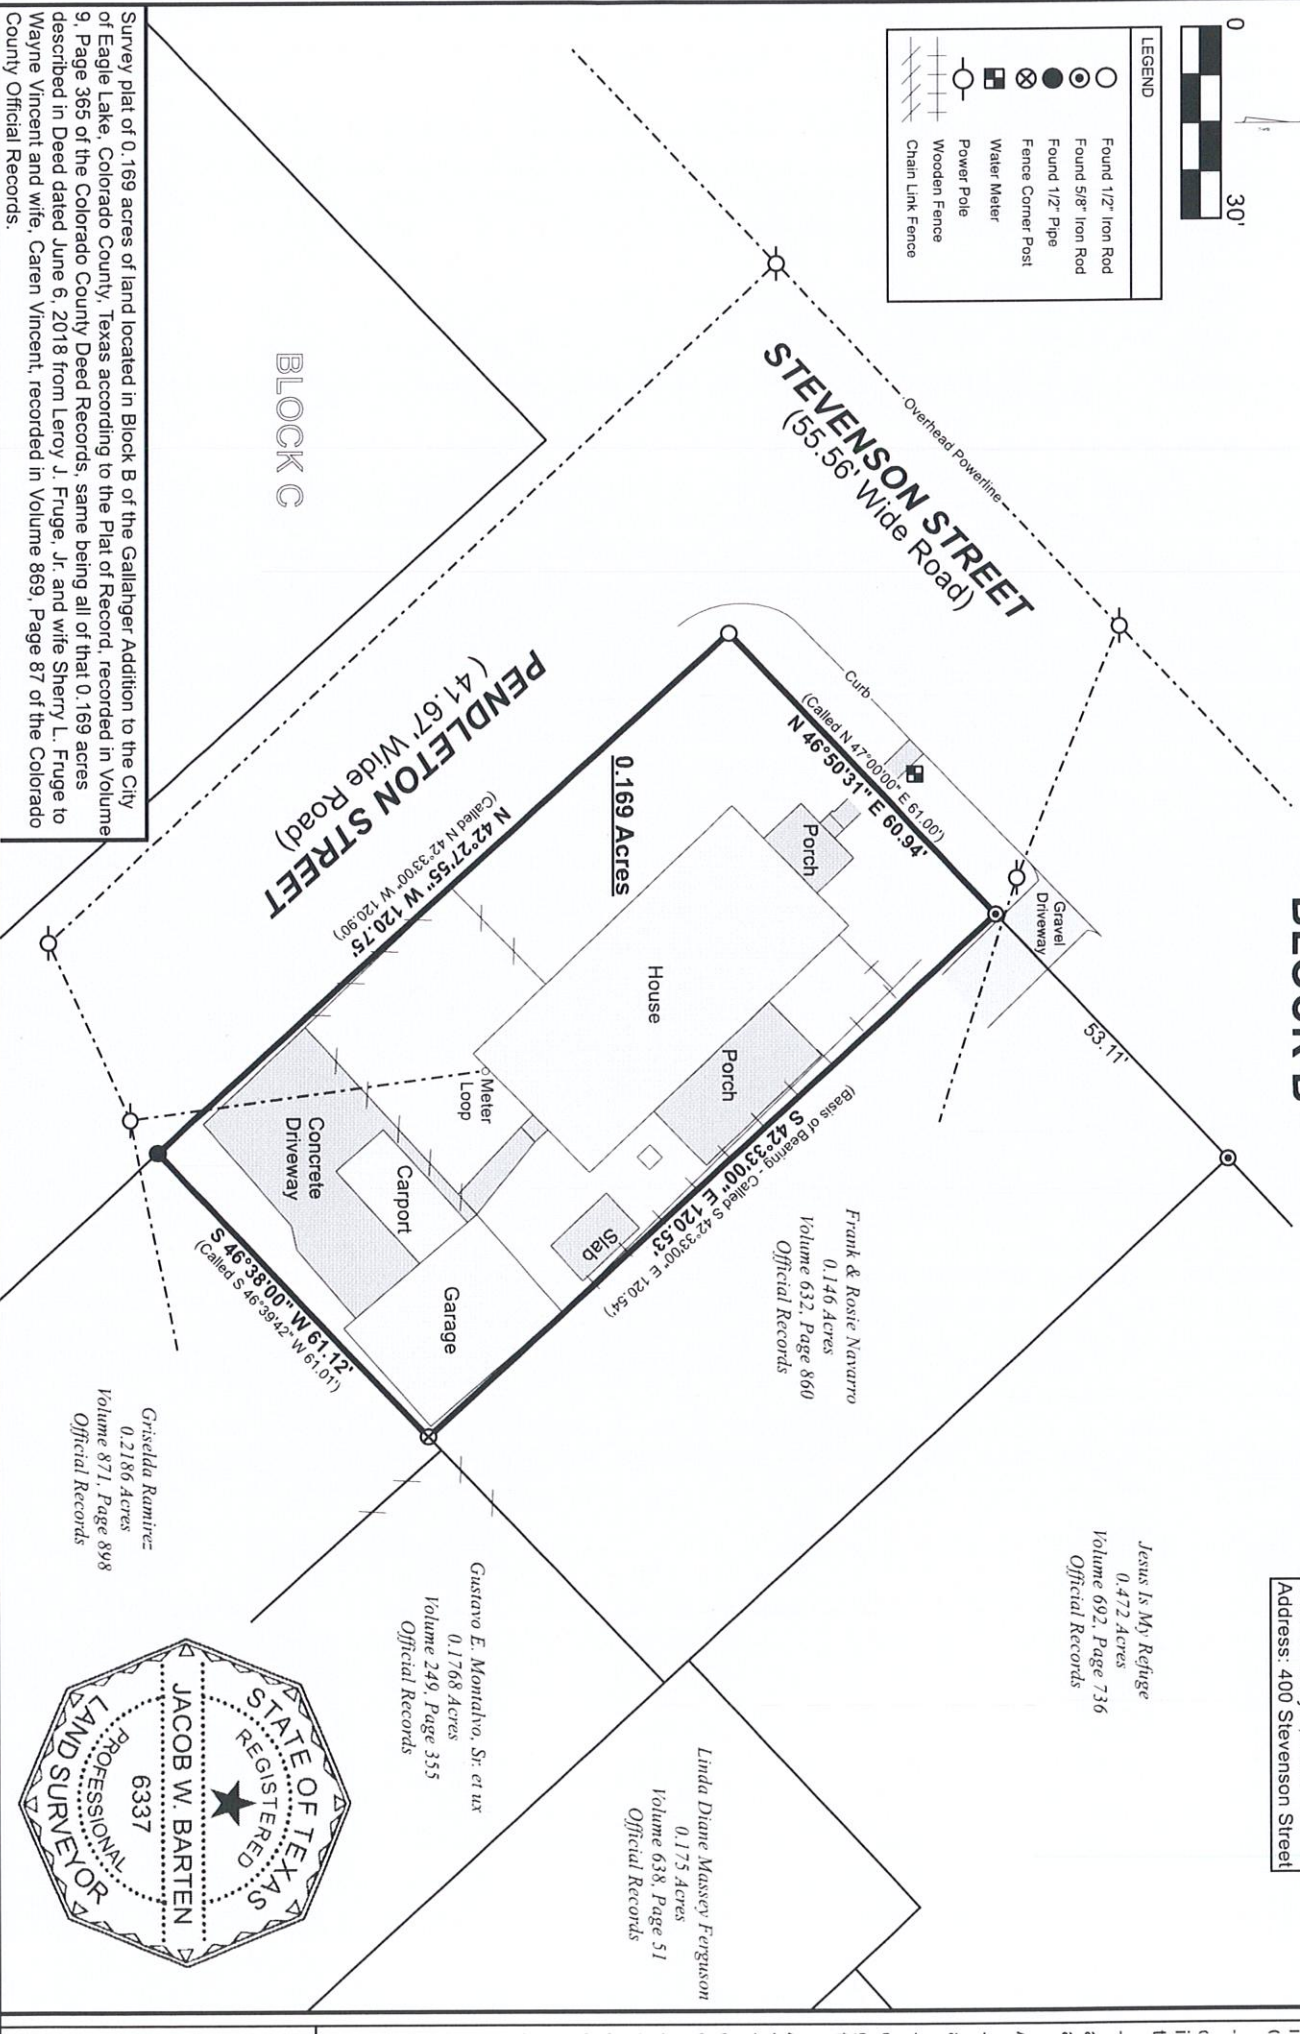 0 30'
LEGEND
Found 1/2" Iron Rod
Found 5/8" Iron Rod
Found 1/2" Pipe
Fence Corner Post
Water Meter
Power Pole
Wooden Fence
Chain Link Fence
Address: 400 Stevenson Street
Overhead Powerline
STEVENSON STREET
(55.56' Wide Road)
Curb
(Called N 47°00'00" E 61.00')
N 46°50'31" E 60.94'
Gravel
Driveway
53.11'
Jesus Is My Refuge
0.472 Acres
Volume 692, Page 736
Official Records
Frank & Rosie Navarro
0.146 Acres
Volume 632, Page 860
Official Records
(Basis of Bearing - Called S 42°33'00" E 120.54')
S 42°33'00" E 120.53'
Porch
Porch
House
0.169 Acres
Slab
Meter
Loop
Carport
Garage
Concrete
Driveway
BLOCK C
PENDLETON STREET
( 41.67' Wide Road)
N 42°27'55" W 120.75'
(Called N 42°33'00" W 120.90')
S 46°38'00" W 61.12'
(Called S 46°39'42" W 61.01')
Linda Diane Massey Ferguson
0.175 Acres
Volume 638, Page 51
Official Records
Gustavo E. Montalvo, Sr. et ux
0.1768 Acres
Volume 249, Page 355
Official Records
Griselda Ramirez
0.2186 Acres
Volume 871, Page 898
Official Records
STATE OF TEXAS
REGISTERED
JACOB W. BARTEN
6337
PROFESSIONAL
LAND SURVEYOR
Survey plat of 0.169 acres of land located in Block B of the Gallahger Addition to the City
of Eagle Lake, Colorado County, Texas according to the Plat of Record, recorded in Volume
9, Page 365 of the Colorado County Deed Records, same being all of that 0.169 acres
described in Deed dated June 6, 2018 from Leroy J. Fruge, Jr. and wife Sherry L. Fruge to
Wayne Vincent and wife, Caren Vincent, recorded in Volume 869, Page 87 of the Colorado
County Official Records.